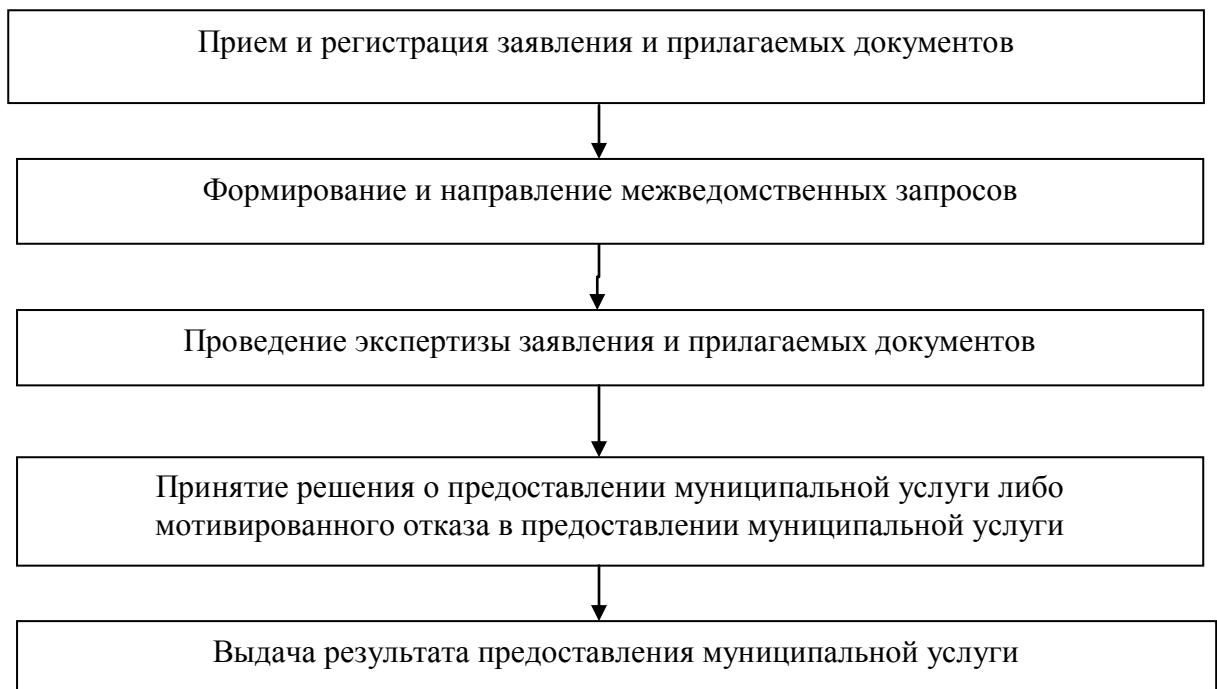 Прием и регистрация заявления и прилагаемых документов
Формирование и направление межведомственных запросов
Проведение экспертизы заявления и прилагаемых документов
Принятие решения о предоставлении муниципальной услуги либо
мотивированного отказа в предоставлении муниципальной услуги
Выдача результата предоставления муниципальной услуги